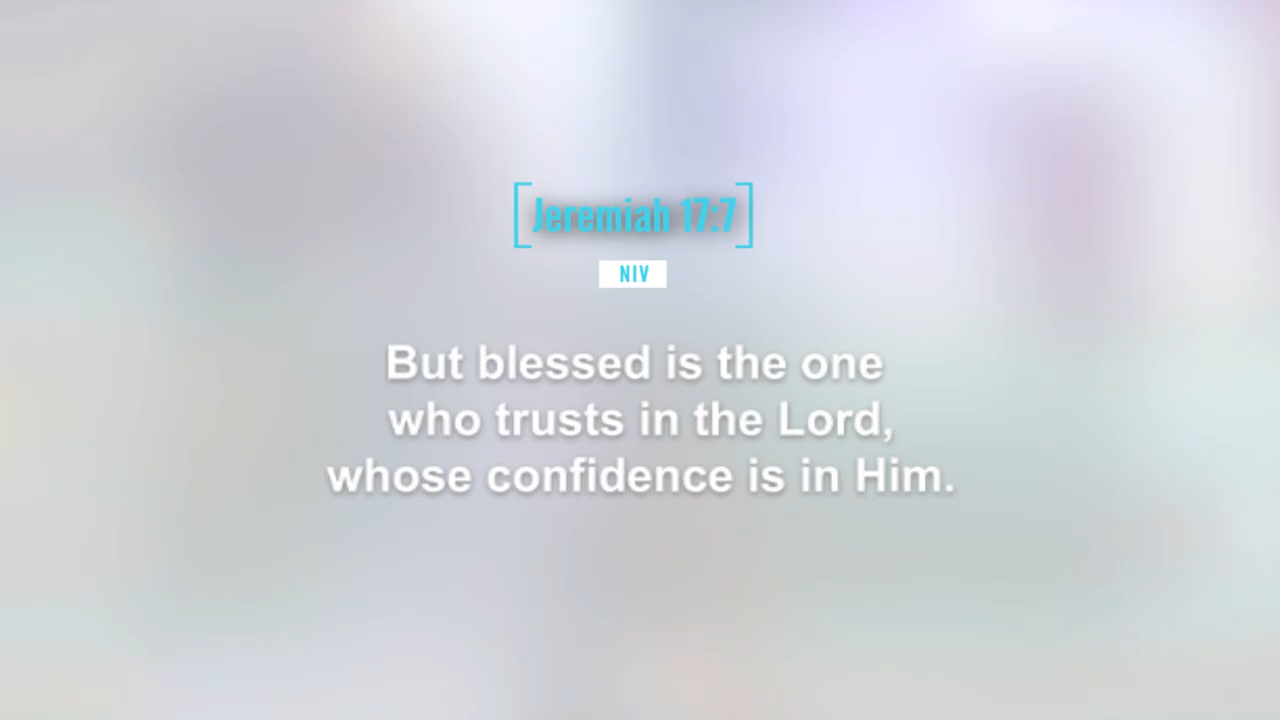 [Jeremiah 17:7]
NIV
But blessed is the one
who trusts in the Lord,
whose confidence is in Him.